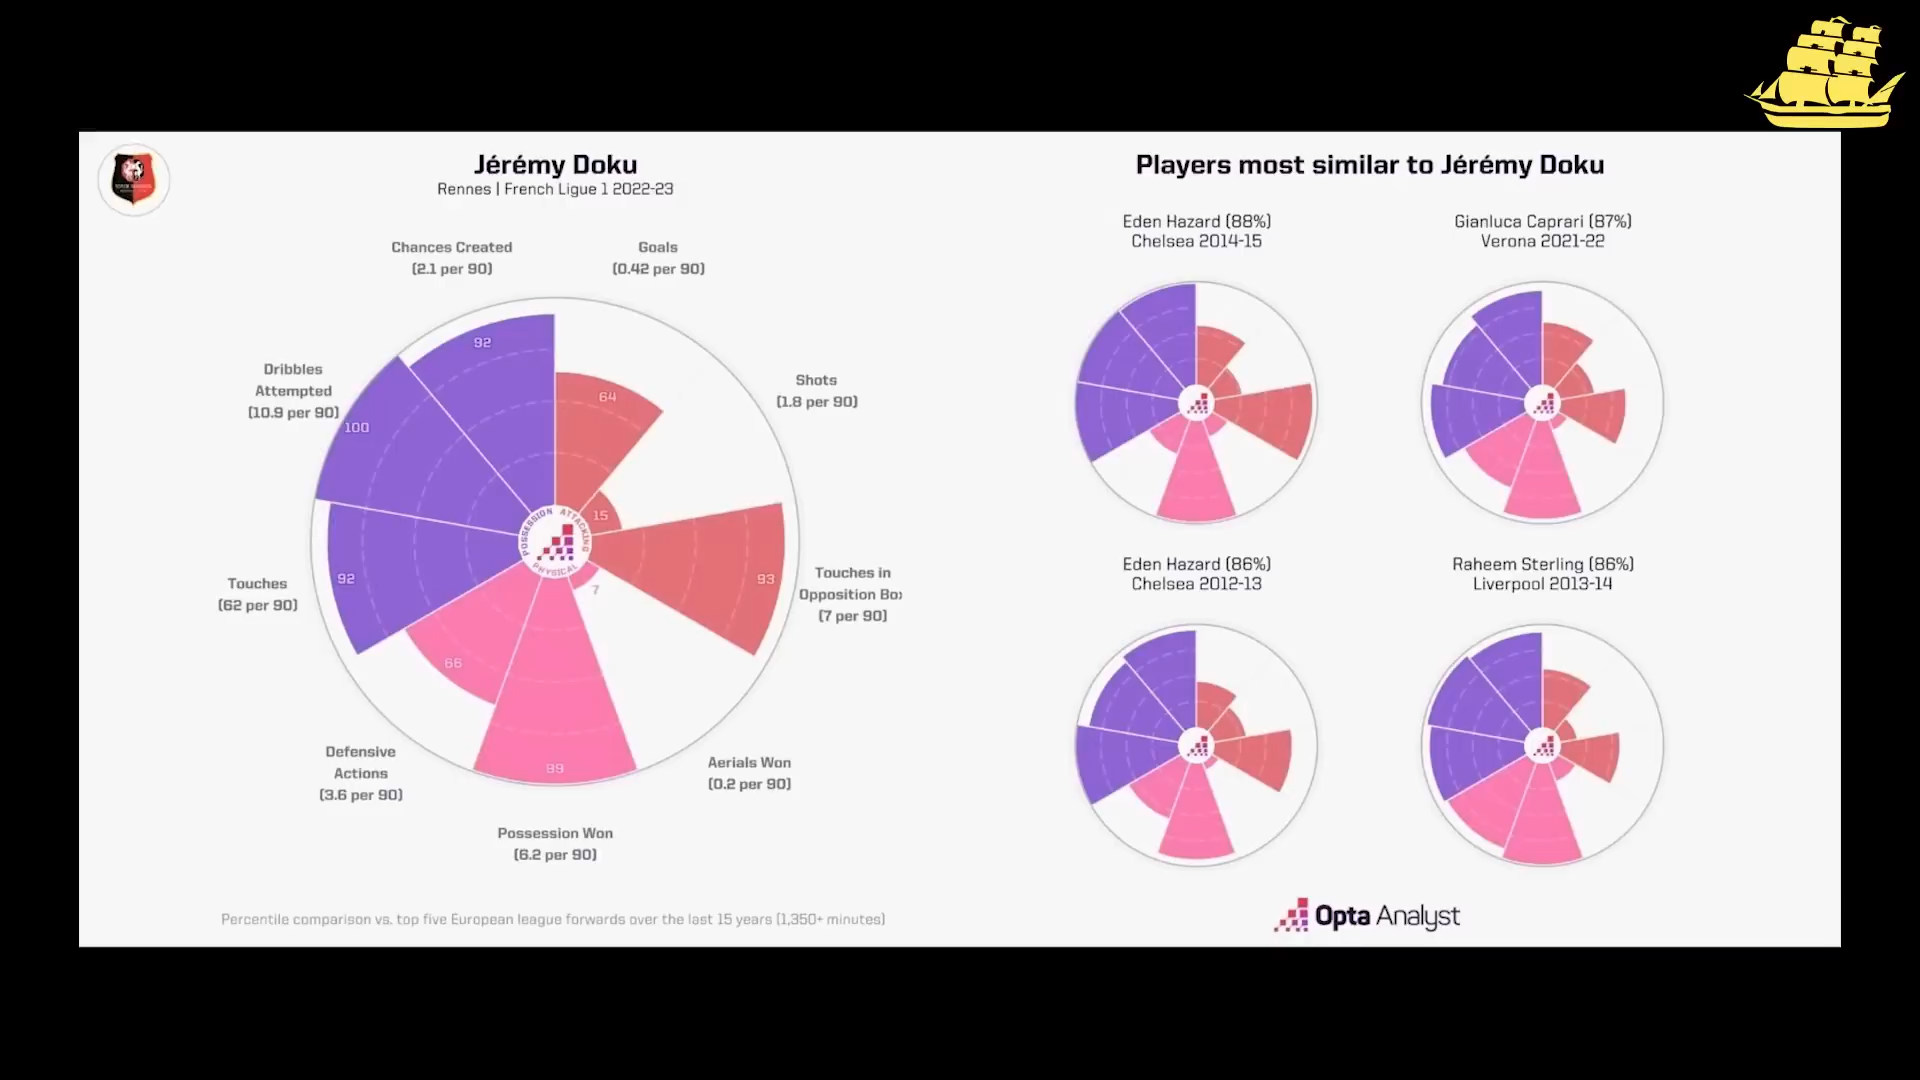 Jérémy Doku
Rennes | French Ligue 1 2022-23
Chances Created
(2.1 per 90)
Goals
(0.42 per 90)
Dribbles
Attempted
(10.9 per 90)
Shots
(1.8 per 90)
92
64
100
15
POSSESSION
ATTACKING
PHYSICAL
92
93
7
Touches
(62 per 90)
Touches in
Opposition Box
(7 per 90)
66
99
Defensive
Actions
(3.6 per 90)
Aerials Won
(0.2 per 90)
Possession Won
(6.2 per 90)
Percentile comparison vs. top five European league forwards over the last 15 years (1,350+ minutes)
Players most similar to Jérémy Doku
Eden Hazard (88%)
Chelsea 2014-15
Gianluca Caprari (87%)
Verona 2021-22
Eden Hazard (86%)
Chelsea 2012-13
Raheem Sterling (86%)
Liverpool 2013-14
Opta Analyst